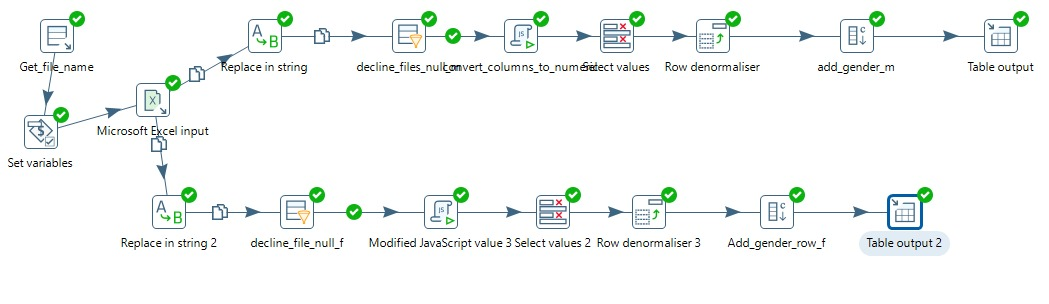 Get_file_name
Replace in string
decline_files_null_m
convert_columns_to_numeric
Select values
Row denormaliser
add_gender_m
Table output
Microsoft Excel input
Set variables
Replace in string 2
decline_file_null_f
Modified JavaScript value 3
Select values 2
Row denormaliser 3
Add_gender_row_f
Table output 2